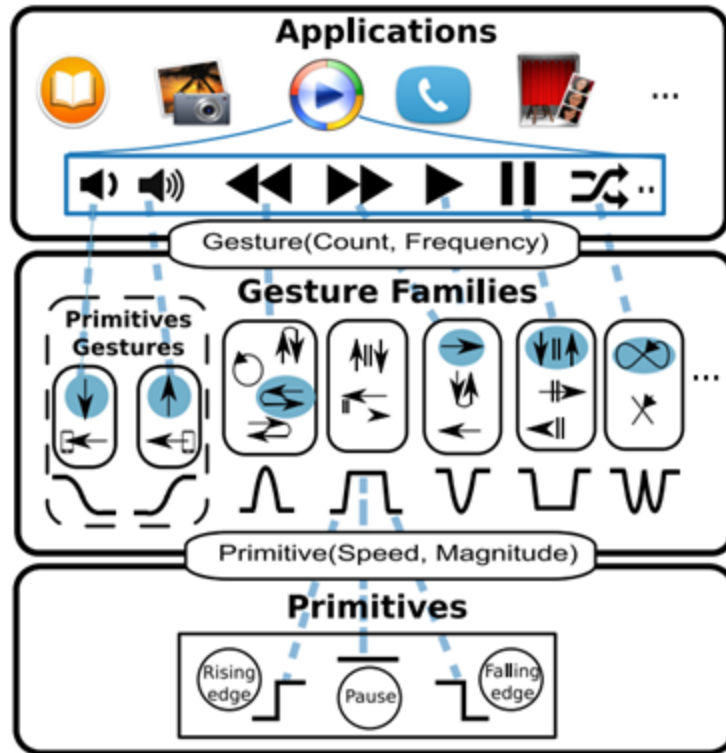 Applications
...
..
Gesture(Count, Frequency)
Gesture Families
Primitives
Gestures
...
Primitive(Speed, Magnitude)
Primitives
Rising
edge
Pause
Falling
edge